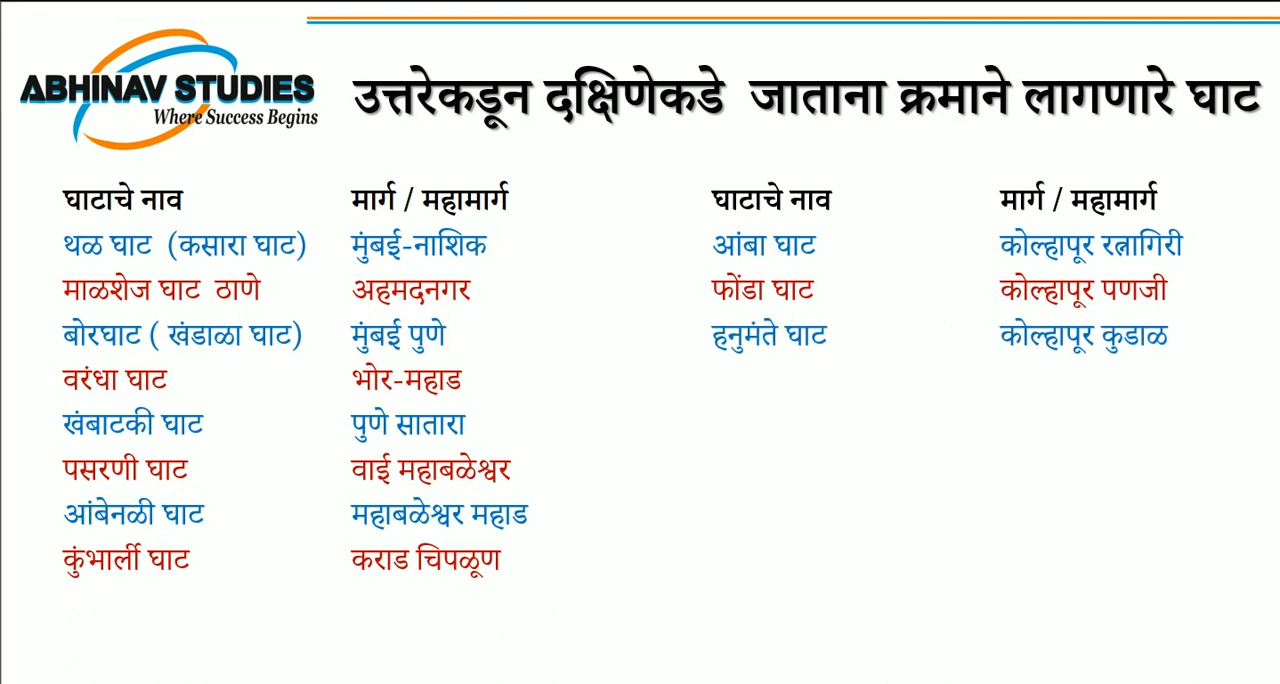 ABHINAV STUDIES
Where Success Begins
उत्तरेकडून दक्षिणेकडे जाताना क्रमाने लागणारे घाट
घाटाचे नाव मार्ग / महामार्ग घाटाचे नाव मार्ग / महामार्ग
थळ घाट (कसारा घाट) मुंबई-नाशिक आंबा घाट कोल्हापूर रत्नागिरी
माळशेज घाट ठाणे अहमदनगर फोंडा घाट कोल्हापूर पणजी
बोरघाट ( खंडाळा घाट) मुंबई पुणे हनुमंते घाट कोल्हापूर कुडाळ
वरंधा घाट भोर-महाड
खंबाटकी घाट पुणे सातारा
पसरणी घाट वाई महाबळेश्वर
आंबेनळी घाट महाबळेश्वर महाड
कुंभार्ली घाट कराड चिपळूण